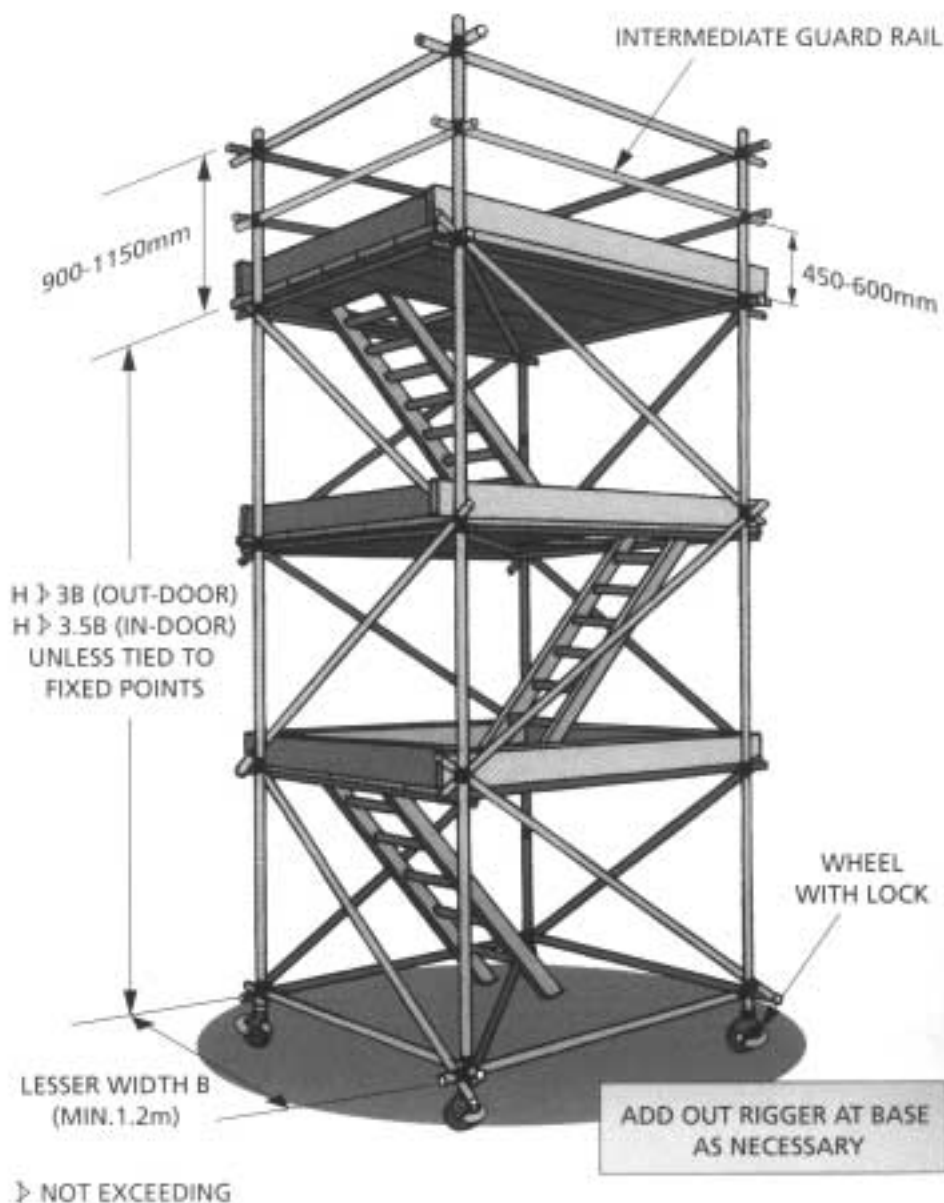 INTERMEDIATE GUARD RAIL
900-1150mm
450-600mm
H ≯ 3B (OUT-DOOR)
H ≯ 3.5B (IN-DOOR)
UNLESS TIED TO
FIXED POINTS
WHEEL
WITH LOCK
LESSER WIDTH B
(MIN.1.2m)
ADD OUT RIGGER AT BASE
AS NECESSARY
≯ NOT EXCEEDING